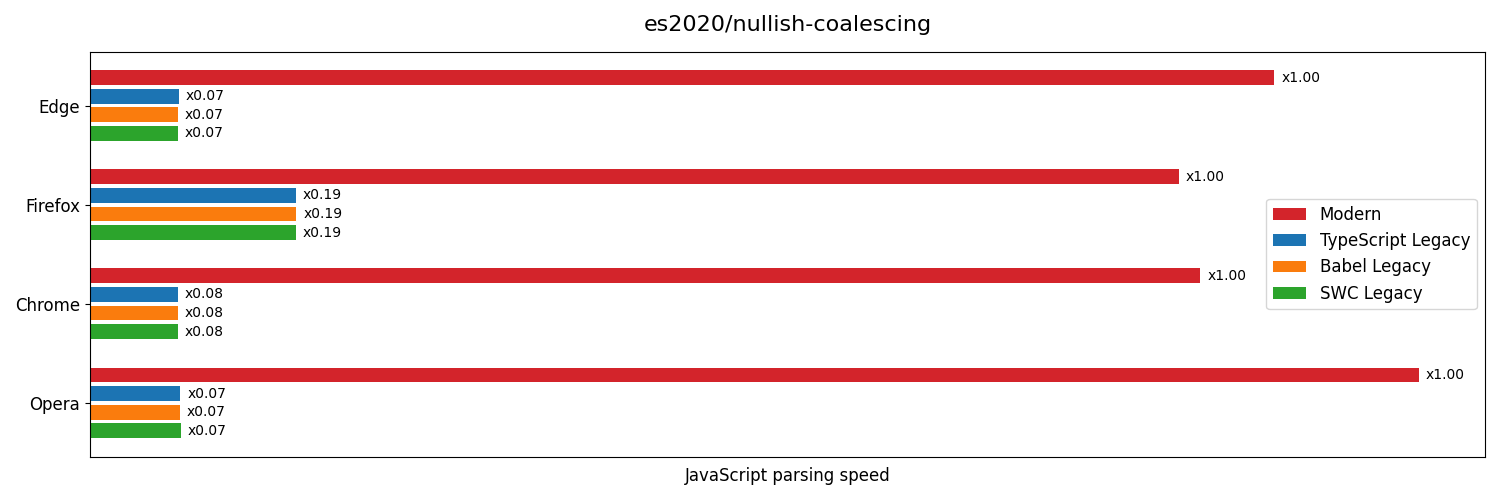 es2020/nullish-coalescing
Edge
x1.00
x0.07
x0.07
x0.07
Firefox
x1.00
x0.19
x0.19
x0.19
Chrome
x1.00
x0.08
x0.08
x0.08
Opera
x1.00
x0.07
x0.07
x0.07
Modern
TypeScript Legacy
Babel Legacy
SWC Legacy
JavaScript parsing speed